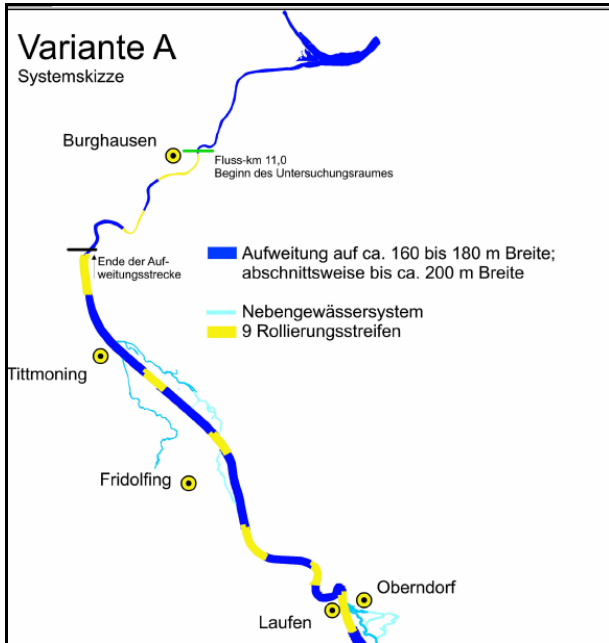 Variante A
Systemskizze
Burghausen
Fluss-km 11,0
Beginn des Untersuchungsraumes
Ende der Auf-
weitungsstrecke
Aufweitung auf ca. 160 bis 180 m Breite;
abschnittsweise bis ca. 200 m Breite
Nebengewässersystem
9 Rollierungsstreifen
Tittmoning
Fridolfing
Oberndorf
Laufen